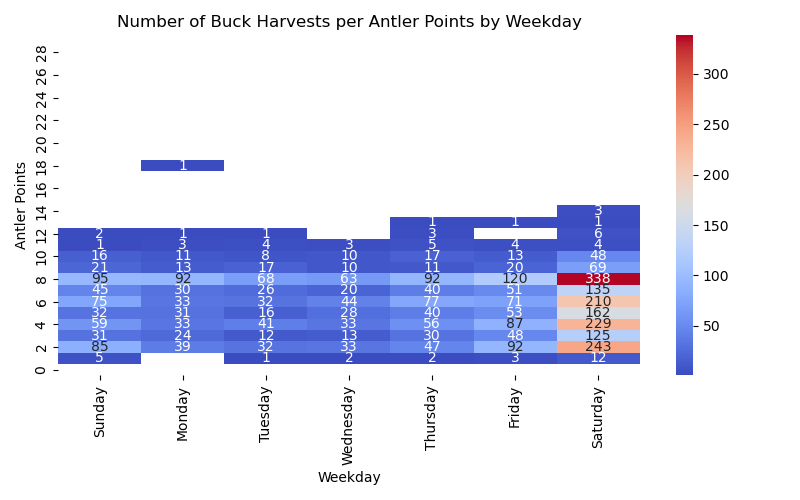 Number of Buck Harvests per Antler Points by Weekday
Antler Points
28
26
24
22
20
18 1
16
14 3
1 1 1
12 2 1 1 3 6
1 3 4 3 5 4 4
10 16 11 8 10 17 13 48
21 13 17 10 11 20 69
8 95 92 68 63 92 120 338
45 30 26 20 40 51 135
6 75 33 32 44 77 71 210
32 31 16 28 40 53 162
4 59 33 41 33 56 87 229
31 24 12 13 30 48 125
2 85 39 32 33 47 92 243
5 1 2 2 3 12
0
Sunday Monday Tuesday Wednesday Thursday Friday Saturday
Weekday
300
250
200
150
100
50